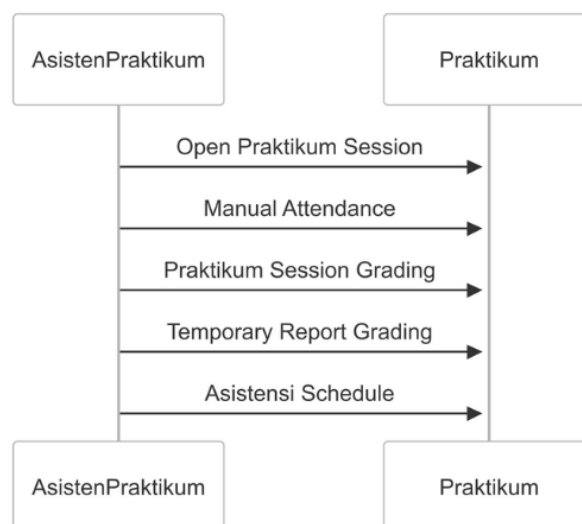 AsistenPraktikum
Praktikum
Open Praktikum Session
Manual Attendance
Praktikum Session Grading
Temporary Report Grading
Asistensi Schedule
AsistenPraktikum
Praktikum